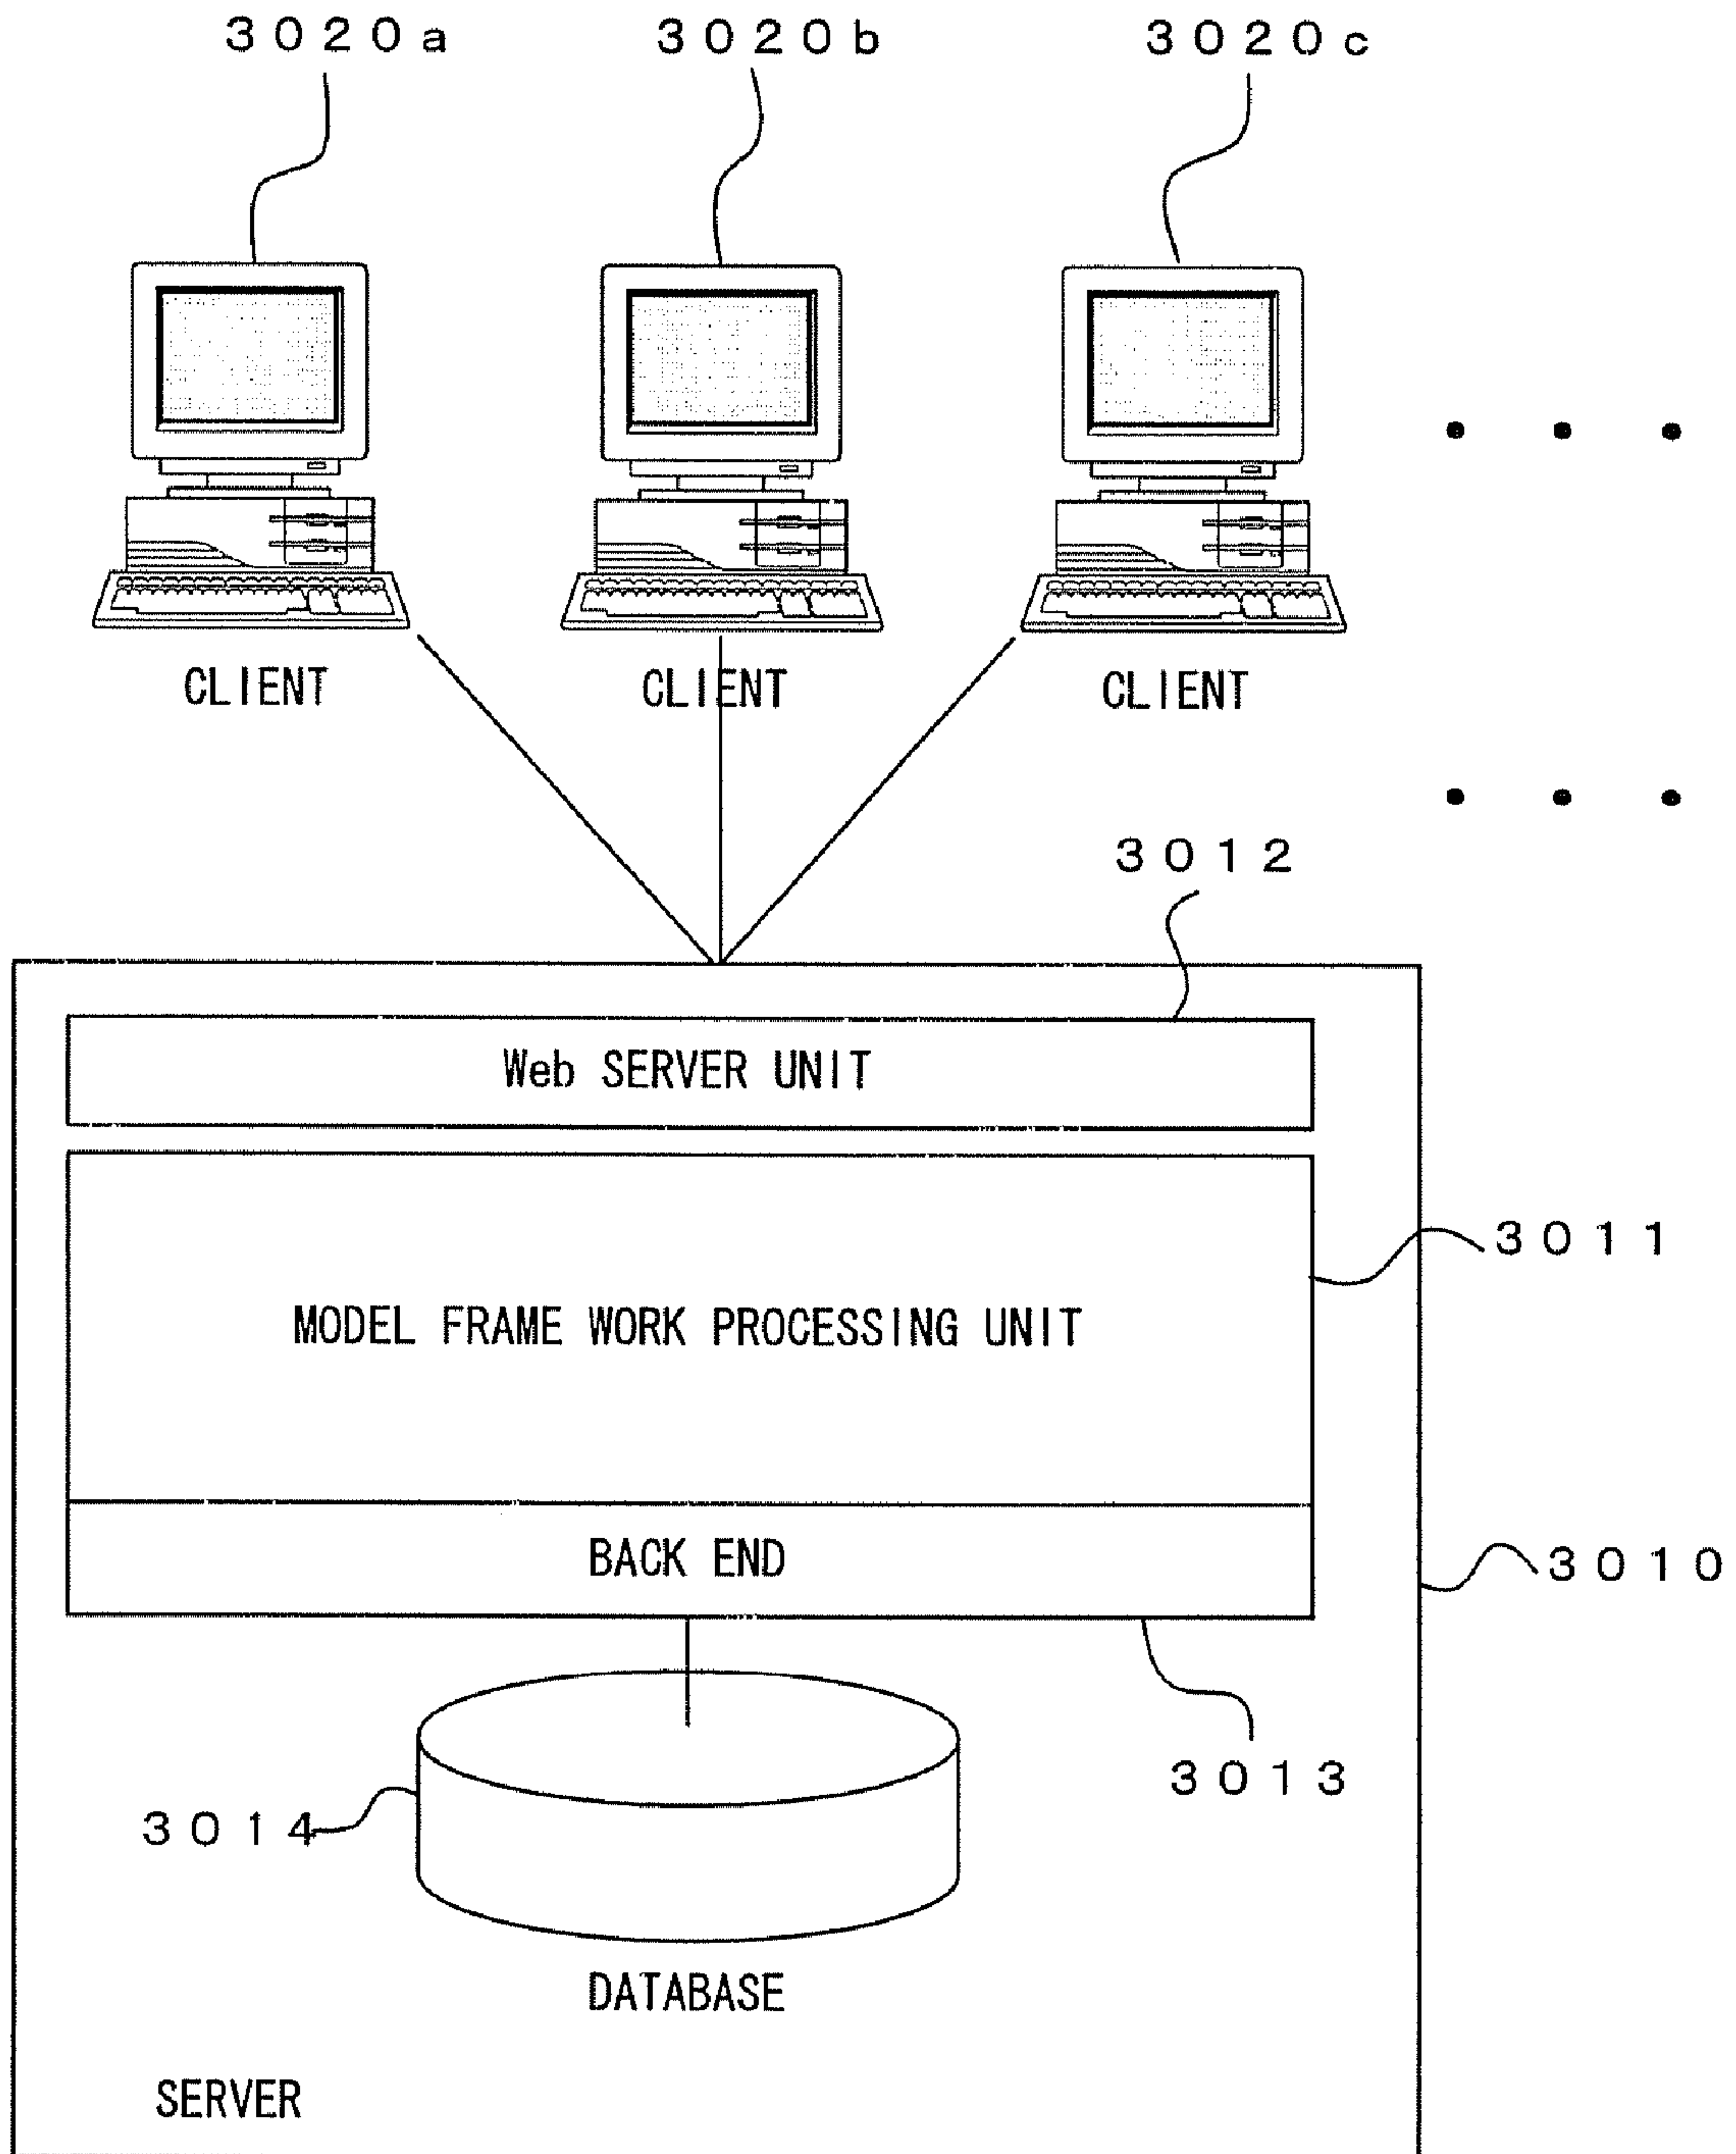 3020a 3020b 3020c
CLIENT CLIENT CLIENT
3012
Web SERVER UNIT
3011
MODEL FRAME WORK PROCESSING UNIT
BACK END
3010
3013
3014
DATABASE
SERVER